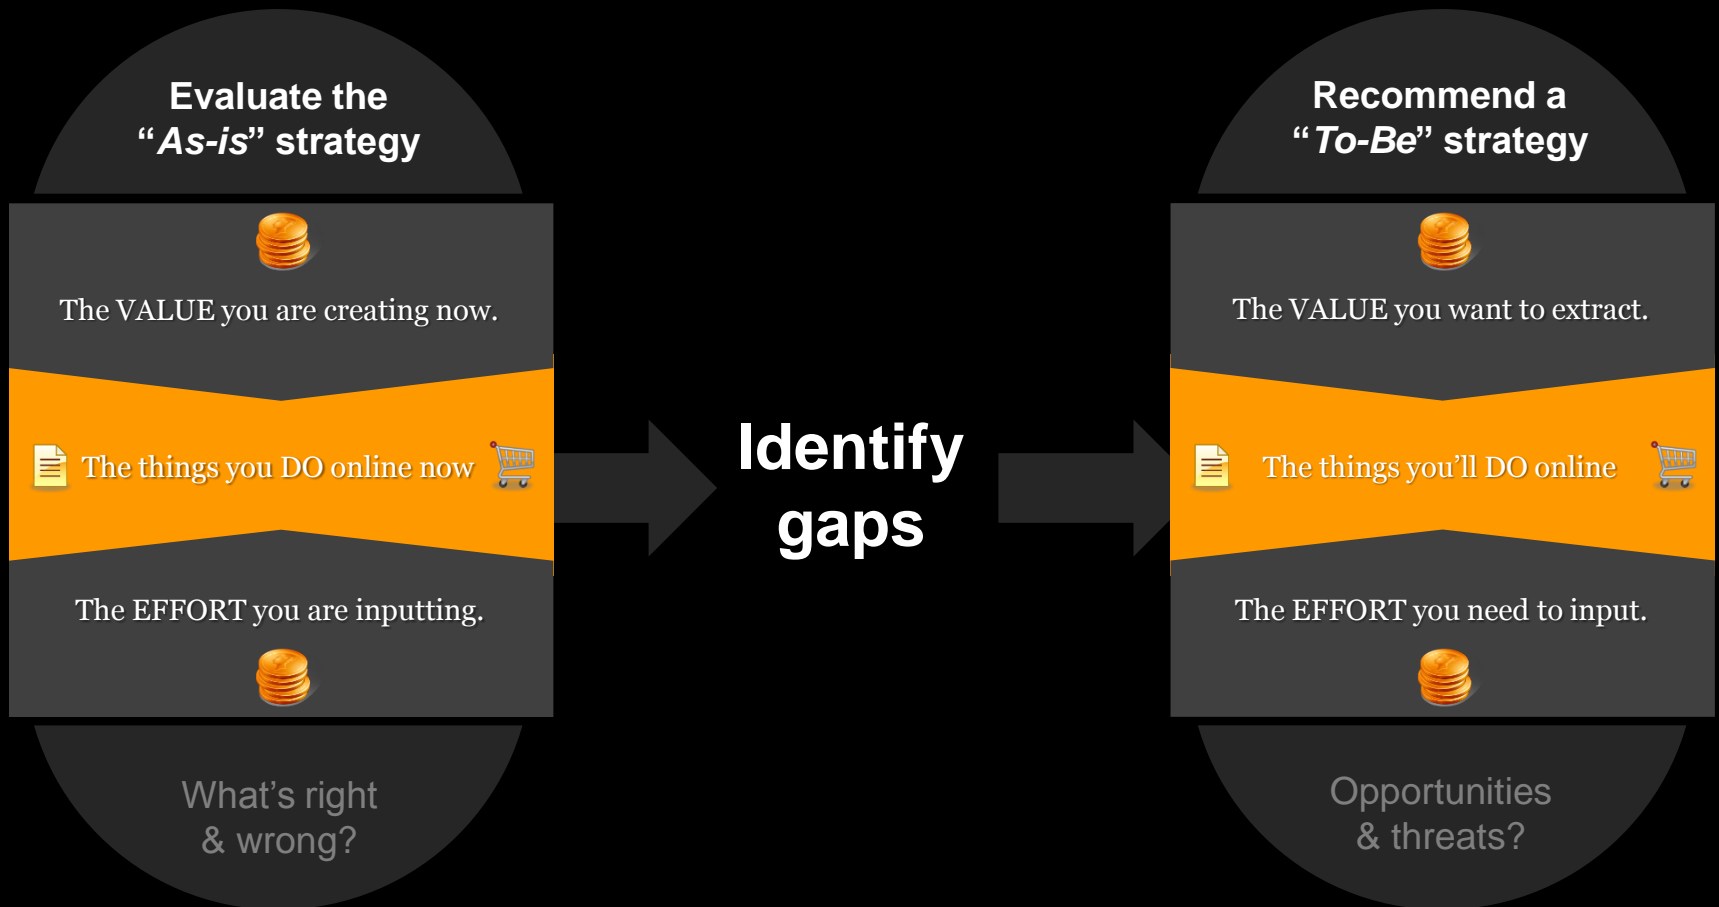 Evaluate the
“As-is” strategy
The VALUE you are creating now.
The things you DO online now
The EFFORT you are inputting.
What’s right
& wrong?
Identify
gaps
Recommend a
“To-Be” strategy
The VALUE you want to extract.
The things you’ll DO online
The EFFORT you need to input.
Opportunities
& threats?